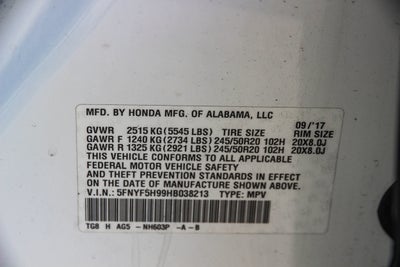 MFD. BY HONDA MFG. OF ALABAMA, LLC
09/'17
GVWR 2515 KG(5545 LBS) TIRE SIZE RIM SIZE
GAWR F 1240 KG(2734 LBS) 245/50R20 102H 20X8.0J
GAWR R 1325 KG(2921 LBS) 245/50R20 102H 20X8.0J
THIS VEHICLE CONFORMS TO ALL APPLICABLE
FEDERAL MOTOR VEHICLE
SAFETY AND THEFT PREVENTION STANDARDS IN EFFECT
ON THE DATE OF MANUFACTURE SHOWN ABOVE.
V.I.N.: 5FNYF5H99HB038213 TYPE: MPV
TG8 H AG5 - NH603P -A -B